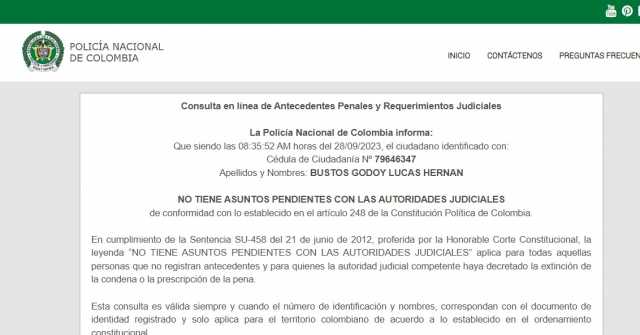 POLICÍA NACIONAL
DE COLOMBIA
INICIO CONTÁCTENOS PREGUNTAS FRECUEN
Consulta en línea de Antecedentes Penales y Requerimientos Judiciales
La Policía Nacional de Colombia informa:
Que siendo las 08:35:52 AM horas del 28/09/2023, el ciudadano identificado con:
Cédula de Ciudadanía Nº 79646347
Apellidos y Nombres: BUSTOS GODOY LUCAS HERNAN
NO TIENE ASUNTOS PENDIENTES CON LAS AUTORIDADES JUDICIALES
de conformidad con lo establecido en el artículo 248 de la Constitución Política de Colombia.
En cumplimiento de la Sentencia SU-458 del 21 de junio de 2012, proferida por la Honorable Corte Constitucional, la
leyenda "NO TIENE ASUNTOS PENDIENTES CON LAS AUTORIDADES JUDICIALES" aplica para todas aquellas
personas que no registran antecedentes y para quienes la autoridad judicial competente haya decretado la extinción de
la condena o la prescripción de la pena.
Esta consulta es válida siempre y cuando el número de identificación y nombres, correspondan con el documento de
identidad registrado y solo aplica para el territorio colombiano de acuerdo a lo establecido en el ordenamiento
constitucional.